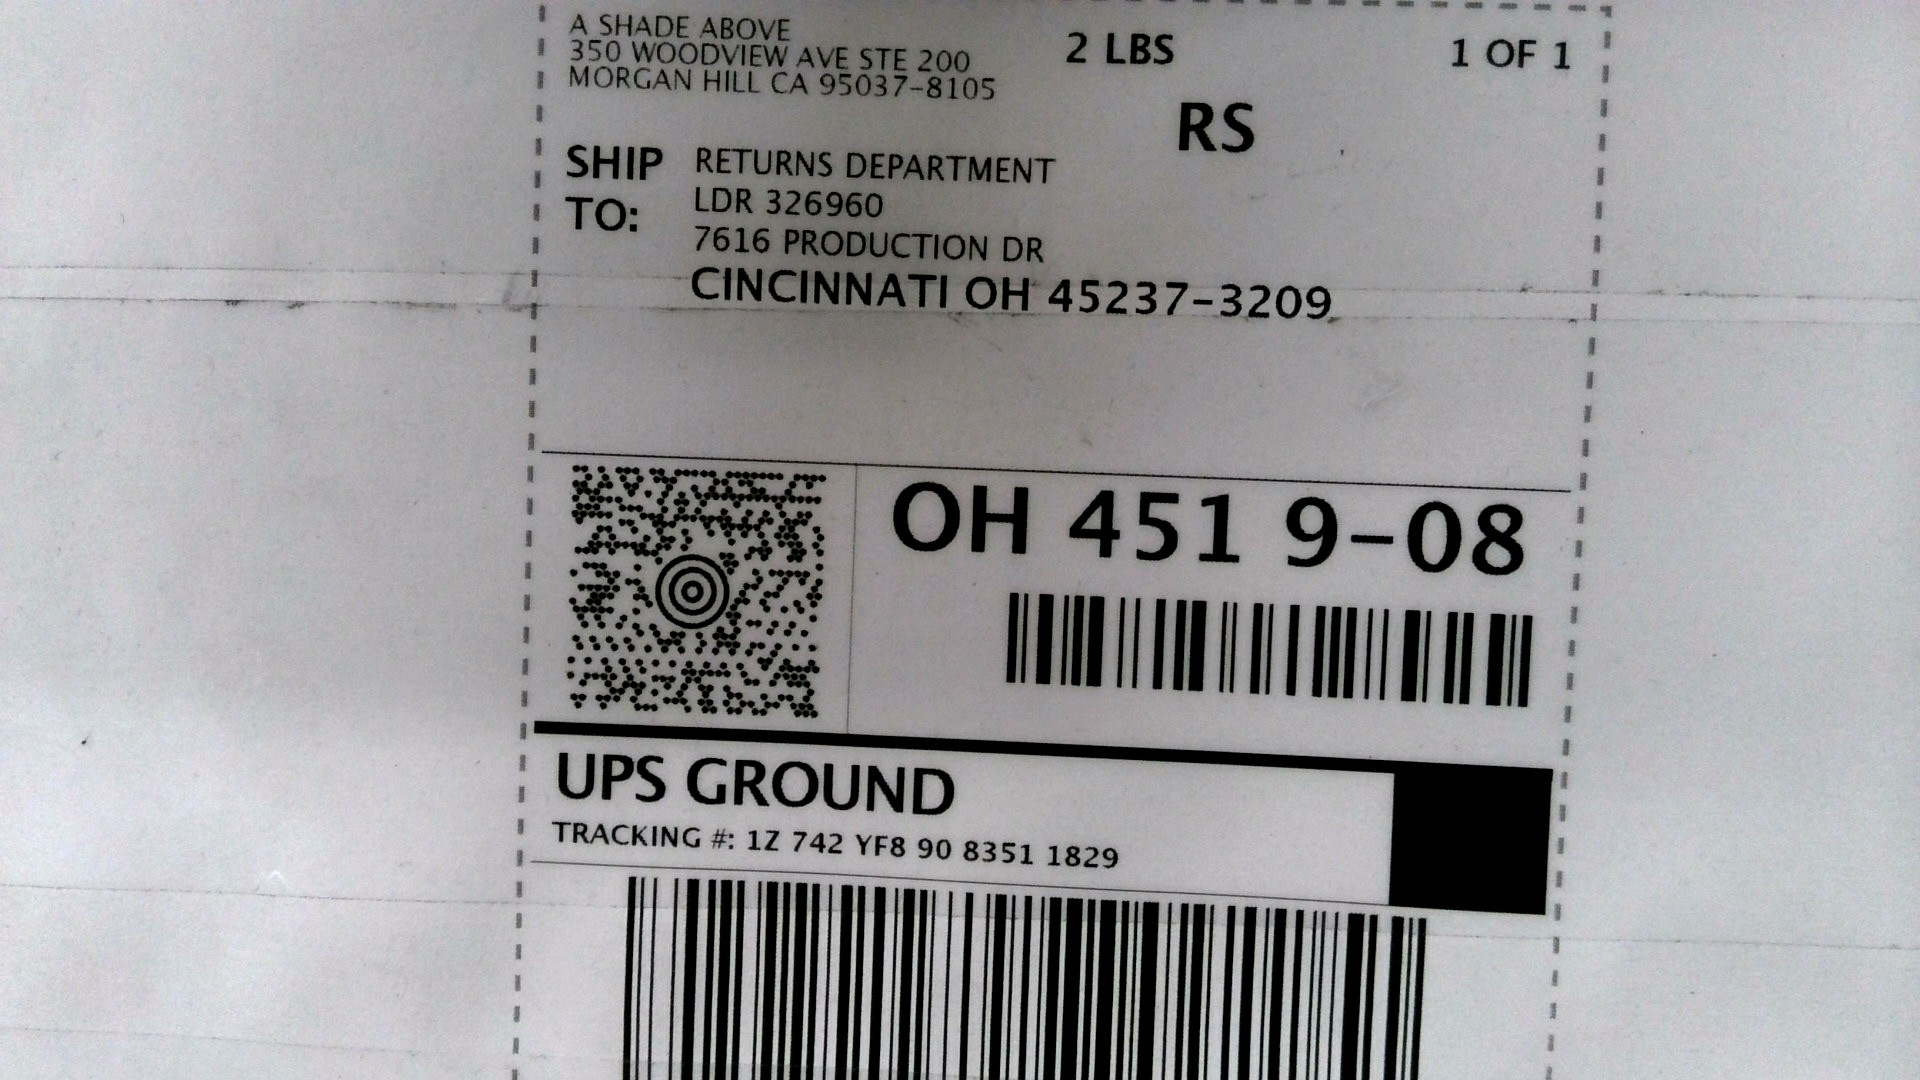 A SHADE ABOVE
350 WOODVIEW AVE STE 200
MORGAN HILL CA 95037-8105
2 LBS
1 OF 1
RS
SHIP TO:
RETURNS DEPARTMENT
LDR 326960
7616 PRODUCTION DR
CINCINNATI OH 45237-3209
OH 451 9-08
UPS GROUND
TRACKING #: 1Z 742 YF8 90 8351 1829